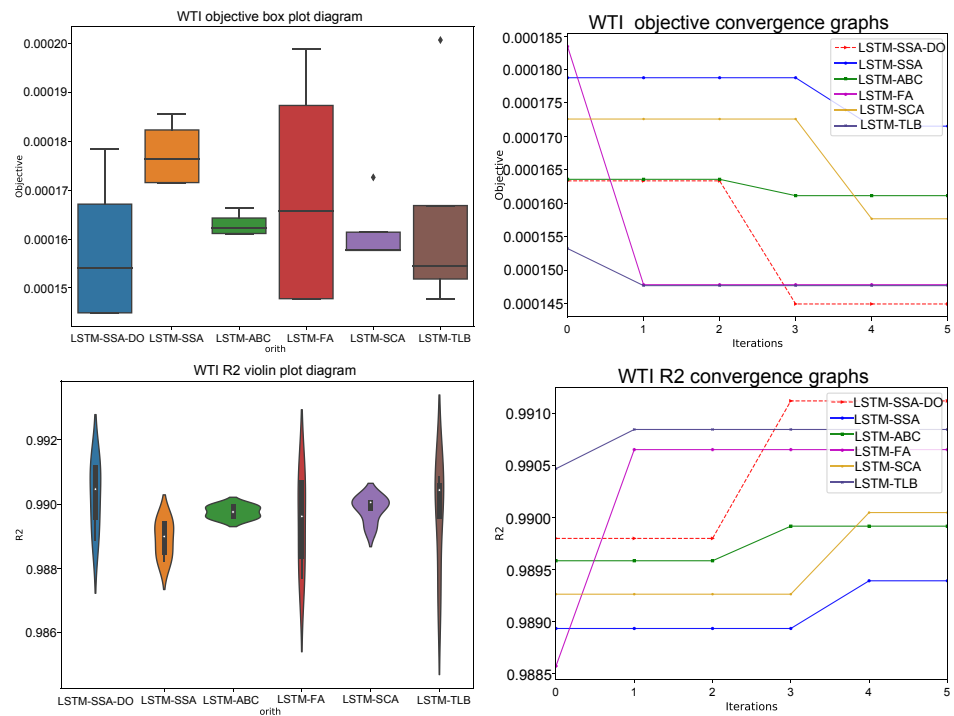 WTI objective box plot diagram
0.00020
0.00019
0.00018
0.00017
0.00016
0.00015
Objective
LSTM-SSA-DO LSTM-SSA LSTM-ABC LSTM-FA LSTM-SCA LSTM-TLB
orith
WTI objective convergence graphs
0.000185
0.000180
0.000175
0.000170
0.000165
0.000160
0.000155
0.000150
0.000145
Objective
LSTM-SSA-DO
LSTM-SSA
LSTM-ABC
LSTM-FA
LSTM-SCA
LSTM-TLB
0 1 2 3 4 5
Iterations
WTI R2 violin plot diagram
0.992
0.990
0.988
0.986
R2
LSTM-SSA-DO LSTM-SSA LSTM-ABC LSTM-FA LSTM-SCA LSTM-TLB
orith
WTI R2 convergence graphs
0.9910
0.9905
0.9900
0.9895
0.9890
0.9885
R2
LSTM-SSA-DO
LSTM-SSA
LSTM-ABC
LSTM-FA
LSTM-SCA
LSTM-TLB
0 1 2 3 4 5
Iterations